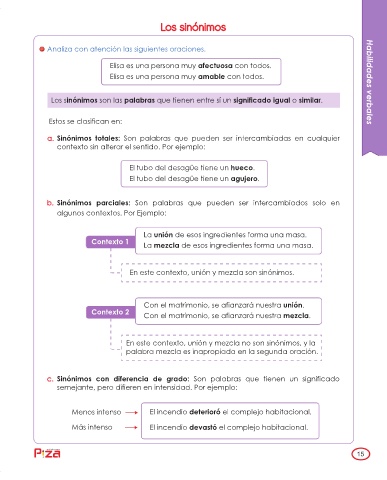 Los sinónimos
Analiza con atención las siguientes oraciones.
Elisa es una persona muy afectuosa con todos.
Elisa es una persona muy amable con todos.
Los sinónimos son las palabras que tienen entre sí un significado igual o similar.
Estos se clasifican en:
a. Sinónimos totales: Son palabras que pueden ser intercambiadas en cualquier
contexto sin alterar el sentido. Por ejemplo:
El tubo del desagüe tiene un hueco.
El tubo del desagüe tiene un agujero.
b. Sinónimos parciales: Son palabras que pueden ser intercambiados solo en
algunos contextos. Por Ejemplo:
Contexto 1
La unión de esos ingredientes forma una masa.
La mezcla de esos ingredientes forma una masa.
En este contexto, unión y mezcla son sinónimos.
Contexto 2
Con el matrimonio, se afianzará nuestra unión.
Con el matrimonio, se afianzará nuestra mezcla.
En este contexto, unión y mezcla no son sinónimos, y la
palabra mezcla es inapropiada en la segunda oración.
c. Sinónimos con diferencia de grado: Son palabras que tienen un significado
semejante, pero difieren en intensidad. Por ejemplo:
Menos intenso
El incendio deterioró el complejo habitacional.
Más intenso
El incendio devastó el complejo habitacional.
Habilidades verbales
15